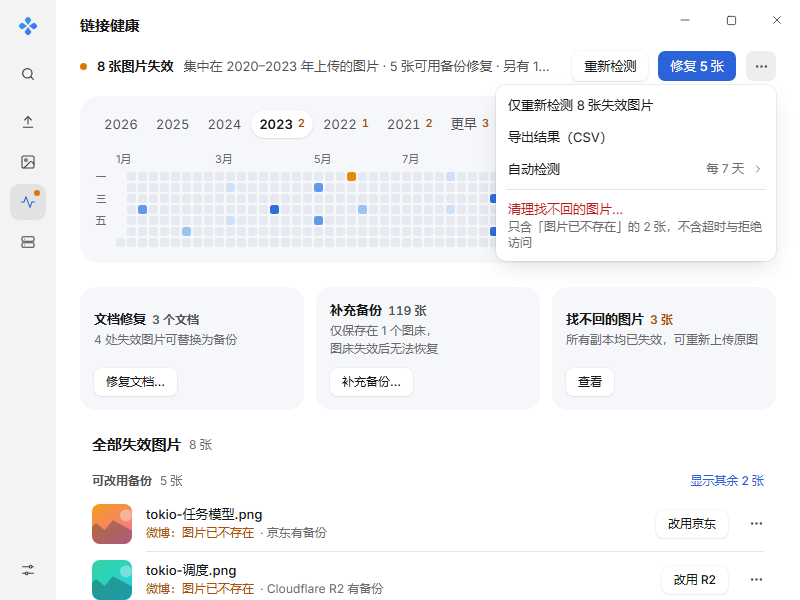 链接健康
8 张图片失效 集中在 2020–2023 年上传的图片 · 5 张可用备份修复 · 另有 1...
重新检测
修复 5 张
仅重新检测 8 张失效图片
导出结果（CSV）
自动检测 每 7 天
清理找不回的图片...
只含「图片已不存在」的 2 张，不含超时与拒绝
访问
2026 2025 2024 2023 2 2022 1 2021 2 更早 3
1月 3月 5月 7月
一
三
五
文档修复 3 个文档
4 处失效图片可替换为备份
修复文档...
补充备份 119 张
仅保存在 1 个图床，
图床失效后无法恢复
补充备份...
找不回的图片 3 张
所有副本均已失效，可重新上传原图
查看
全部失效图片 8 张
可改用备份 5 张
显示其余 2 张
tokio-任务模型.png
微博：图片已不存在 · 京东有备份
改用京东
tokio-调度.png
微博：图片已不存在 · Cloudflare R2 有备份
改用 R2